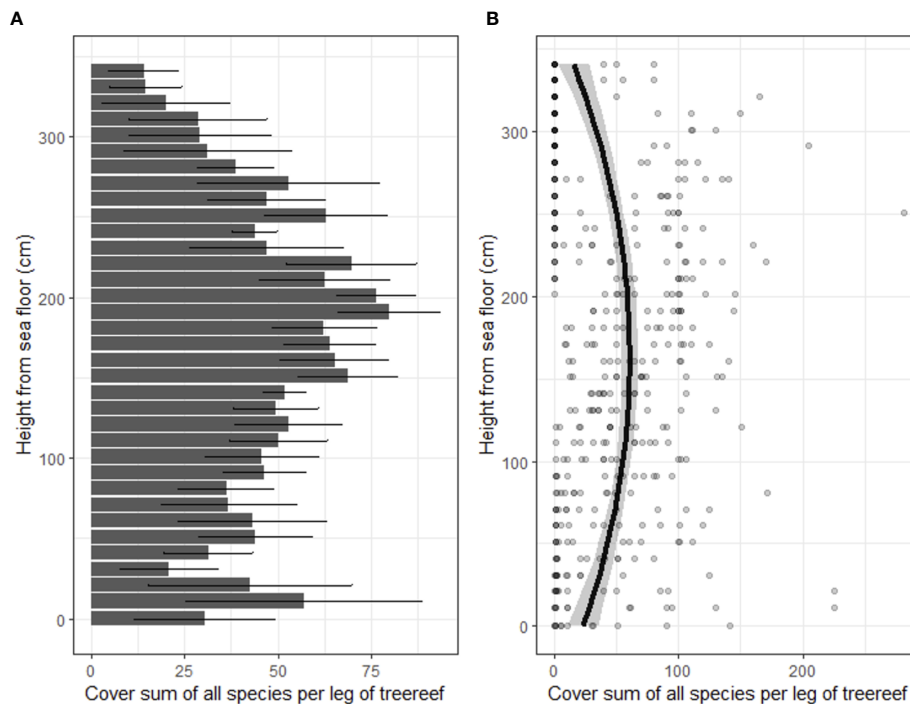 A
B
Height from sea floor (cm)
300
200
100
0
0 25 50 75
Cover sum of all species per leg of treereef
Height from sea floor (cm)
300
200
100
0
0 100 200
Cover sum of all species per leg of treereef